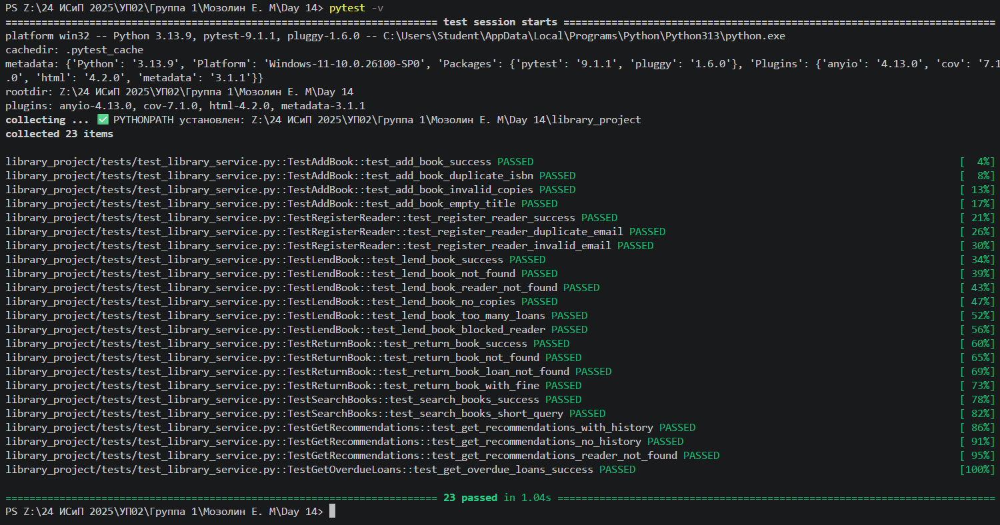 PS Z:\24 ИСиП 2025\УП02\Группа 1\Мозолин Е. М\Day 14> pytest -v
======================================================================== test session starts ========================================================================
platform win32 -- Python 3.13.9, pytest-9.1.1, pluggy-1.6.0 -- C:\Users\Student\AppData\Local\Programs\Python\Python313\python.exe
cachedir: .pytest_cache
metadata: {'Python': '3.13.9', 'Platform': 'Windows-11-10.0.26100-SP0', 'Packages': {'pytest': '9.1.1', 'pluggy': '1.6.0'}, 'Plugins': {'anyio': '4.13.0', 'cov': '7.1
.0', 'html': '4.2.0', 'metadata': '3.1.1'}}
rootdir: Z:\24 ИСиП 2025\УП02\Группа 1\Мозолин Е. М\Day 14
plugins: anyio-4.13.0, cov-7.1.0, html-4.2.0, metadata-3.1.1
collecting ... ✅ PYTHONPATH установлен: Z:\24 ИСиП 2025\УП02\Группа 1\Мозолин Е. М\Day 14\library_project
collected 23 items
library_project/tests/test_library_service.py::TestAddBook::test_add_book_success PASSED [  4%]
library_project/tests/test_library_service.py::TestAddBook::test_add_book_duplicate_isbn PASSED [  8%]
library_project/tests/test_library_service.py::TestAddBook::test_add_book_invalid_copies PASSED [ 13%]
library_project/tests/test_library_service.py::TestAddBook::test_add_book_empty_title PASSED [ 17%]
library_project/tests/test_library_service.py::TestRegisterReader::test_register_reader_success PASSED [ 21%]
library_project/tests/test_library_service.py::TestRegisterReader::test_register_reader_duplicate_email PASSED [ 26%]
library_project/tests/test_library_service.py::TestRegisterReader::test_register_reader_invalid_email PASSED [ 30%]
library_project/tests/test_library_service.py::TestLendBook::test_lend_book_success PASSED [ 34%]
library_project/tests/test_library_service.py::TestLendBook::test_lend_book_not_found PASSED [ 39%]
library_project/tests/test_library_service.py::TestLendBook::test_lend_book_reader_not_found PASSED [ 43%]
library_project/tests/test_library_service.py::TestLendBook::test_lend_book_no_copies PASSED [ 47%]
library_project/tests/test_library_service.py::TestLendBook::test_lend_book_too_many_loans PASSED [ 52%]
library_project/tests/test_library_service.py::TestLendBook::test_lend_book_blocked_reader PASSED [ 56%]
library_project/tests/test_library_service.py::TestReturnBook::test_return_book_success PASSED [ 60%]
library_project/tests/test_library_service.py::TestReturnBook::test_return_book_not_found PASSED [ 65%]
library_project/tests/test_library_service.py::TestReturnBook::test_return_book_loan_not_found PASSED [ 69%]
library_project/tests/test_library_service.py::TestReturnBook::test_return_book_with_fine PASSED [ 73%]
library_project/tests/test_library_service.py::TestSearchBooks::test_search_books_success PASSED [ 78%]
library_project/tests/test_library_service.py::TestSearchBooks::test_search_books_short_query PASSED [ 82%]
library_project/tests/test_library_service.py::TestGetRecommendations::test_get_recommendations_with_history PASSED [ 86%]
library_project/tests/test_library_service.py::TestGetRecommendations::test_get_recommendations_no_history PASSED [ 91%]
library_project/tests/test_library_service.py::TestGetRecommendations::test_get_recommendations_reader_not_found PASSED [ 95%]
library_project/tests/test_library_service.py::TestGetOverdueLoans::test_get_overdue_loans_success PASSED [100%]
======================================================================== 23 passed in 1.04s =========================================================================
PS Z:\24 ИСиП 2025\УП02\Группа 1\Мозолин Е. М\Day 14>